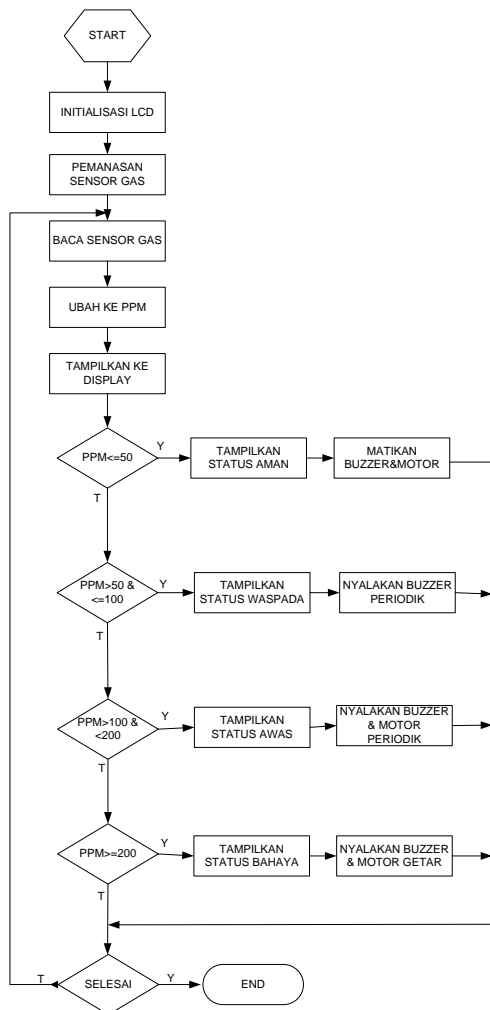 START
INITIALISASI LCD
PEMANASAN
SENSOR GAS
BACA SENSOR GAS
UBAH KE PPM
TAMPILKAN KE
DISPLAY
PPM<=50
Y
TAMPILKAN
STATUS AMAN
MATIKAN
BUZZER&MOTOR
T
PPM>50 &
<=100
Y
TAMPILKAN
STATUS WASPADA
NYALAKAN BUZZER
PERIODIK
T
PPM>100 &
<200
Y
TAMPILKAN
STATUS AWAS
NYALAKAN BUZZER
& MOTOR
PERIODIK
T
PPM>=200
Y
TAMPILKAN
STATUS BAHAYA
NYALAKAN BUZZER
& MOTOR GETAR
T
T
SELESAI
Y
END